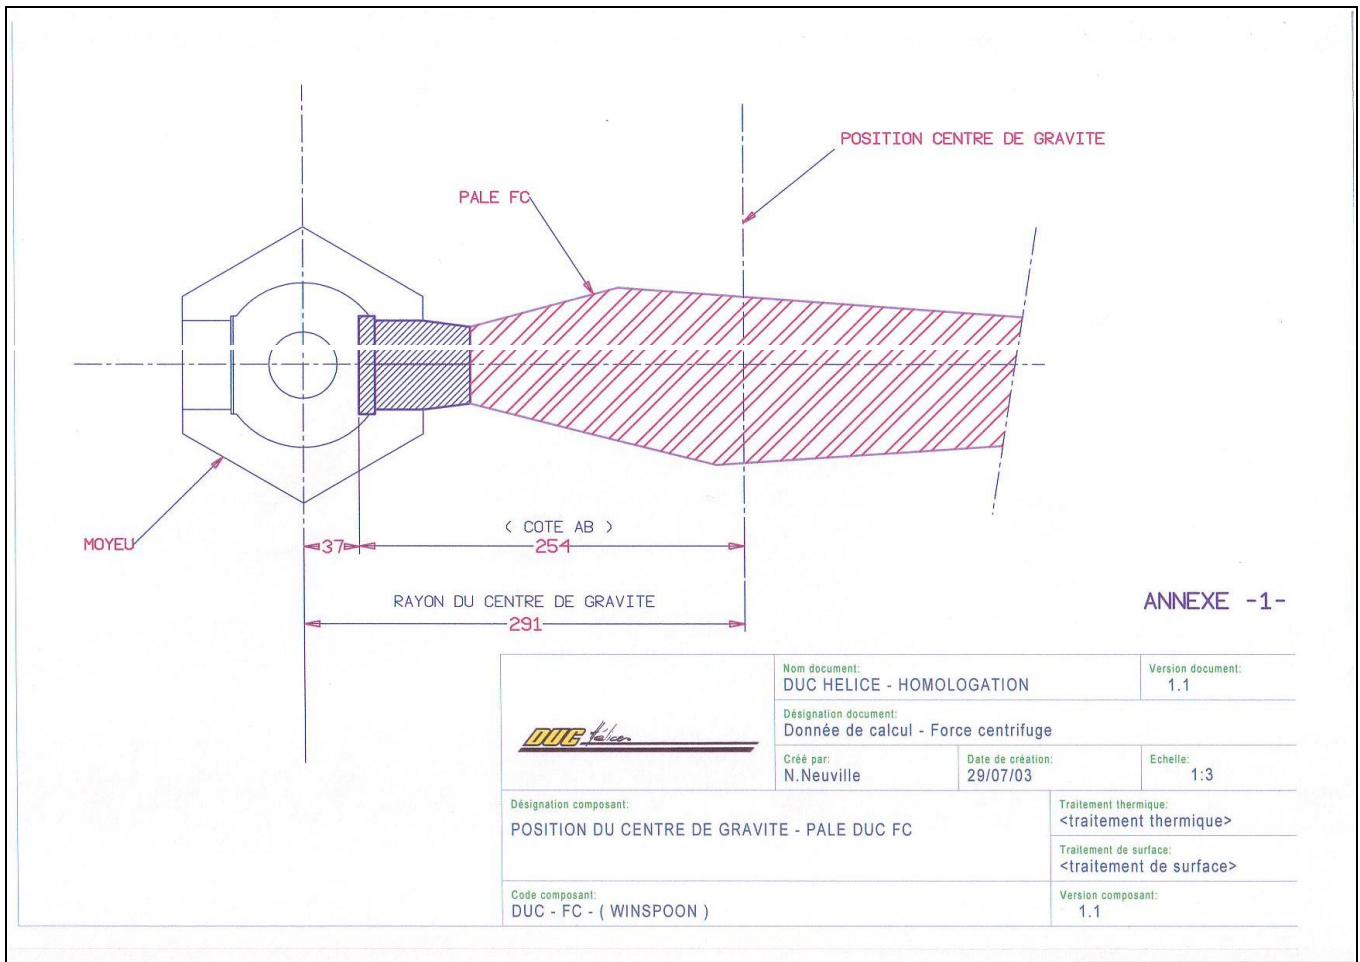 POSITION CENTRE DE GRAVITE
PALE FC
MOYEU
( COTE AB )
37
254
RAYON DU CENTRE DE GRAVITE
291
ANNEXE -1-
DUC Hélices
Nom document:
DUC HELICE - HOMOLOGATION
Version document:
1.1
Désignation document:
Donnée de calcul - Force centrifuge
Créé par:
N.Neuville
Date de création:
29/07/03
Echelle:
1:3
Désignation composant:
POSITION DU CENTRE DE GRAVITE - PALE DUC FC
Traitement thermique:
<traitement thermique>
Traitement de surface:
<traitement de surface>
Code composant:
DUC - FC - ( WINSPOON )
Version composant:
1.1